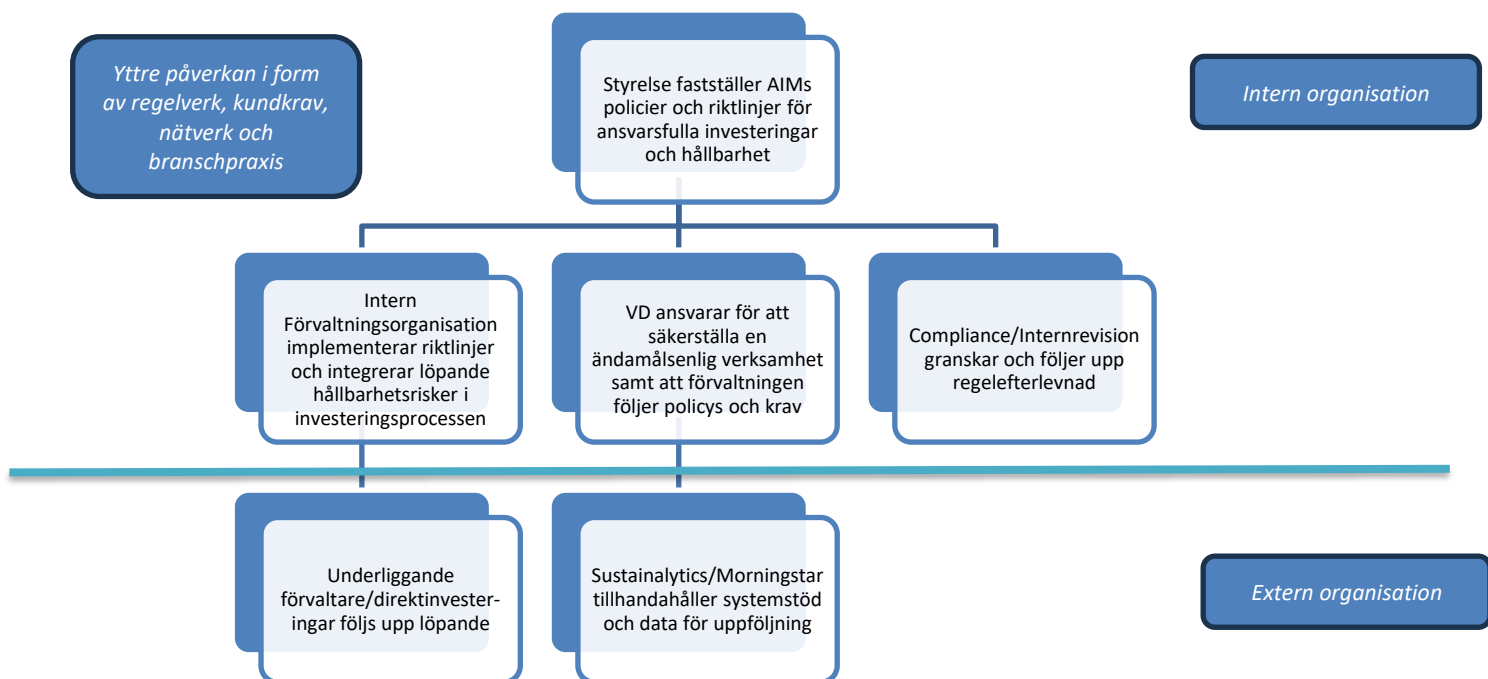 Yttre påverkan i form
av regelverk, kundkrav,
nätverk och
branschpraxis
Styrelse fastställer AIMs
policier och riktlinjer för
ansvarsfulla investeringar
och hållbarhet
Intern organisation
Intern
Förvaltningsorganisation
implementerar riktlinjer
och integrerar löpande
hållbarhetsrisker i
investeringsprocessen
VD ansvarar för att
säkerställa en
ändamålsenlig verksamhet
samt att förvaltningen
följer policys och krav
Compliance/Internrevision
granskar och följer upp
regelefterlevnad
Underliggande
förvaltare/direktinvester-
ingar följs upp löpande
Sustainalytics/Morningstar
tillhandahåller systemstöd
och data för uppföljning
Extern organisation